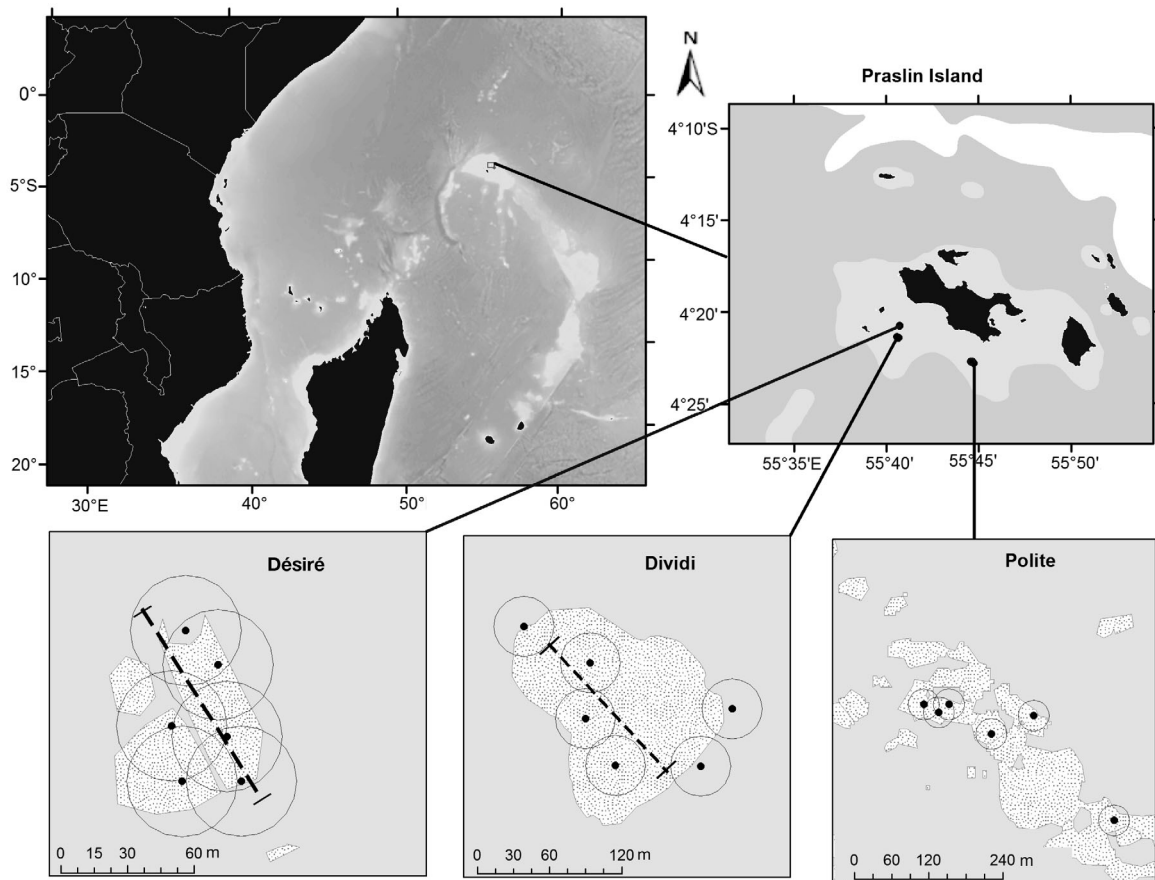 N
Praslin Island
0°
5°S
10°
15°
20°
30°E 40° 50° 60°
4°10'S
4°15'
4°20'
4°25'
55°35'E 55°40' 55°45' 55°50'
Désiré
0 15 30 60 m
Dividi
0 30 60 120 m
Polite
0 60 120 240 m